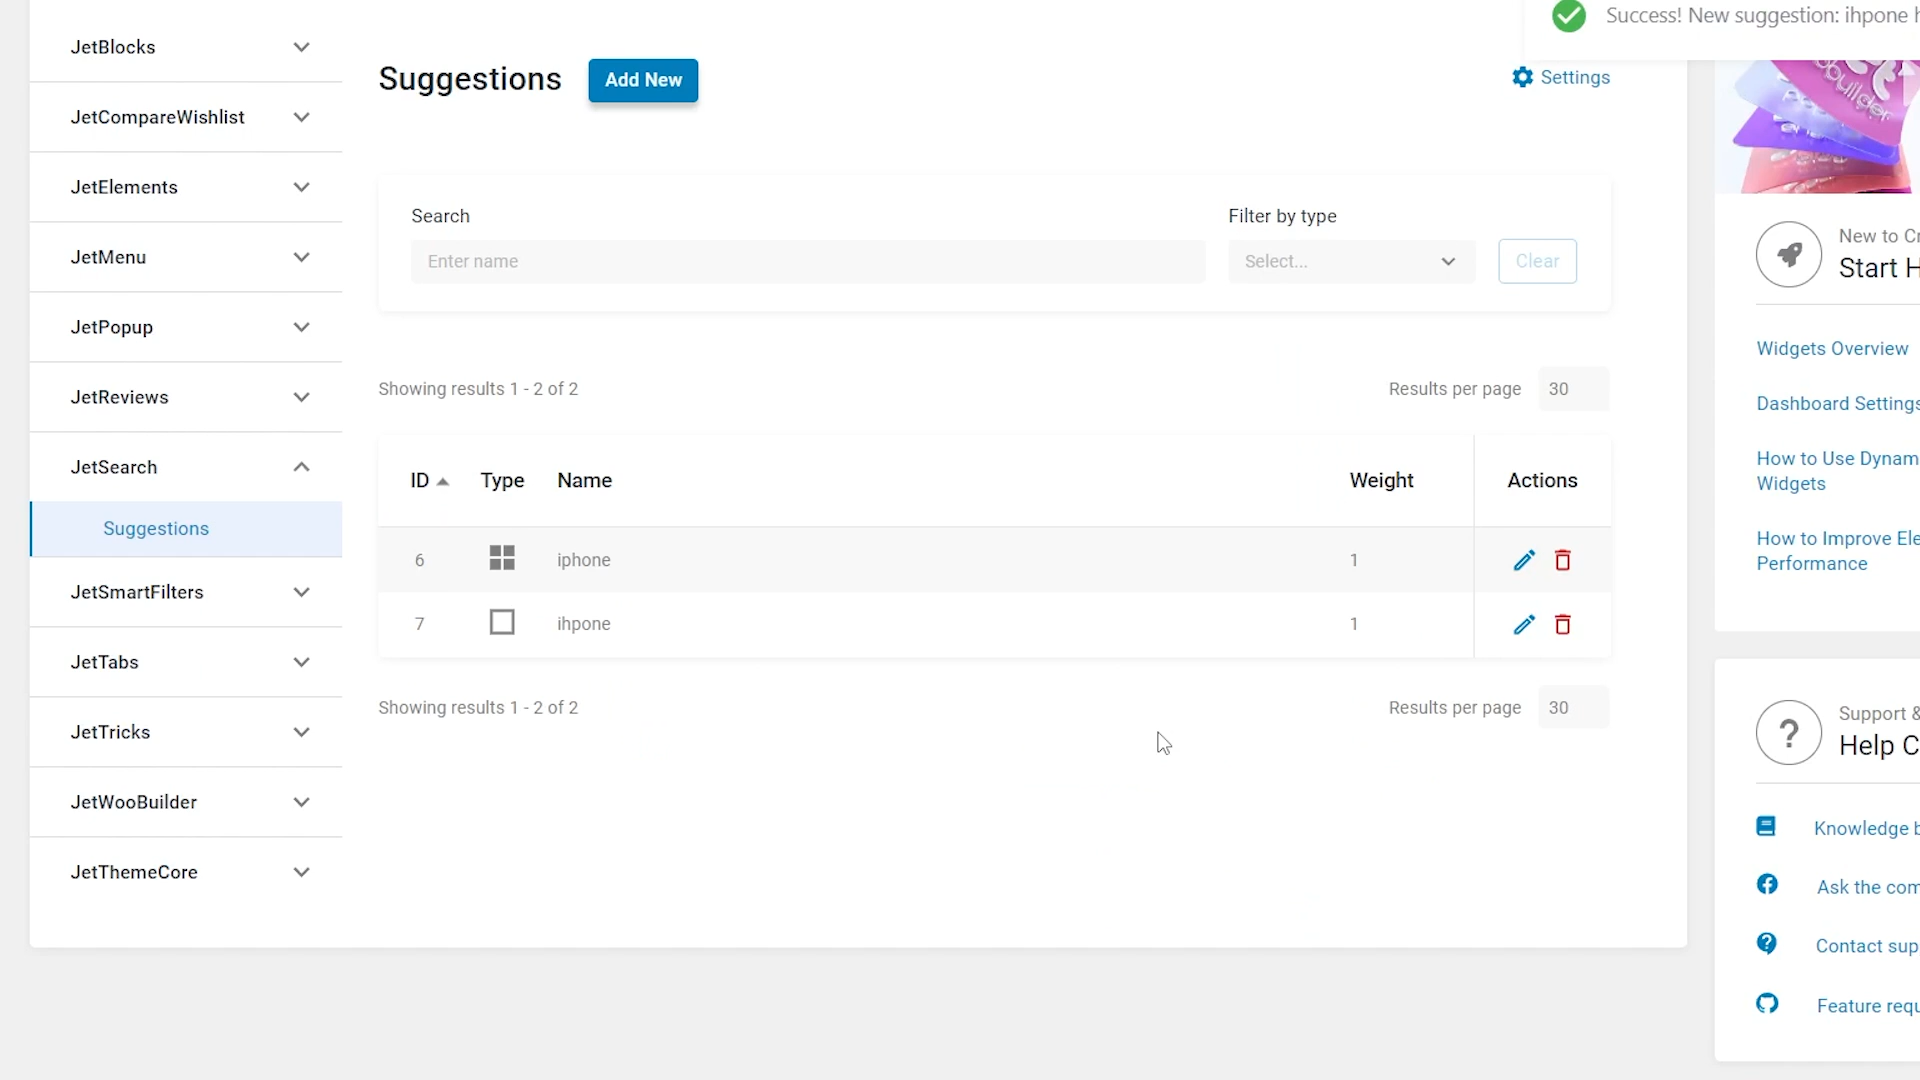 Success! New suggestion: ihpone
JetBlocks
JetCompareWishlist
JetElements
JetMenu
JetPopup
JetReviews
JetSearch
Suggestions
JetSmartFilters
JetTabs
JetTricks
JetWooBuilder
JetThemeCore
Suggestions
Add New
Settings
Search
Filter by type
Enter name
Select...
Clear
Showing results 1 - 2 of 2
Results per page 30
ID Type Name Weight Actions
6 iphone 1
7 ihpone 1
Showing results 1 - 2 of 2
Results per page 30
New to
Start
Widgets Overview
Dashboard Settings
How to Use Dynam
Widgets
How to Improve Ele
Performance
?
Support &
Help C
Knowledge
Ask the com
Contact sup
Feature requ